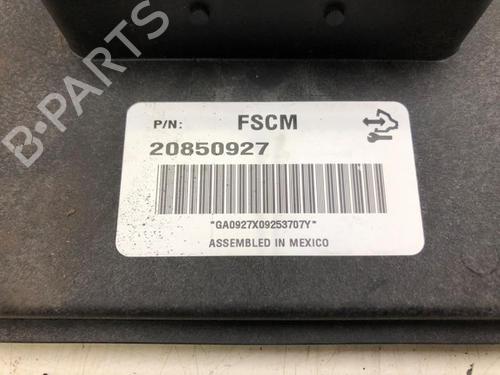 P/N: FSCM
20850927
"GA0927X09253707Y"
ASSEMBLED IN MEXICO
B-PARTS